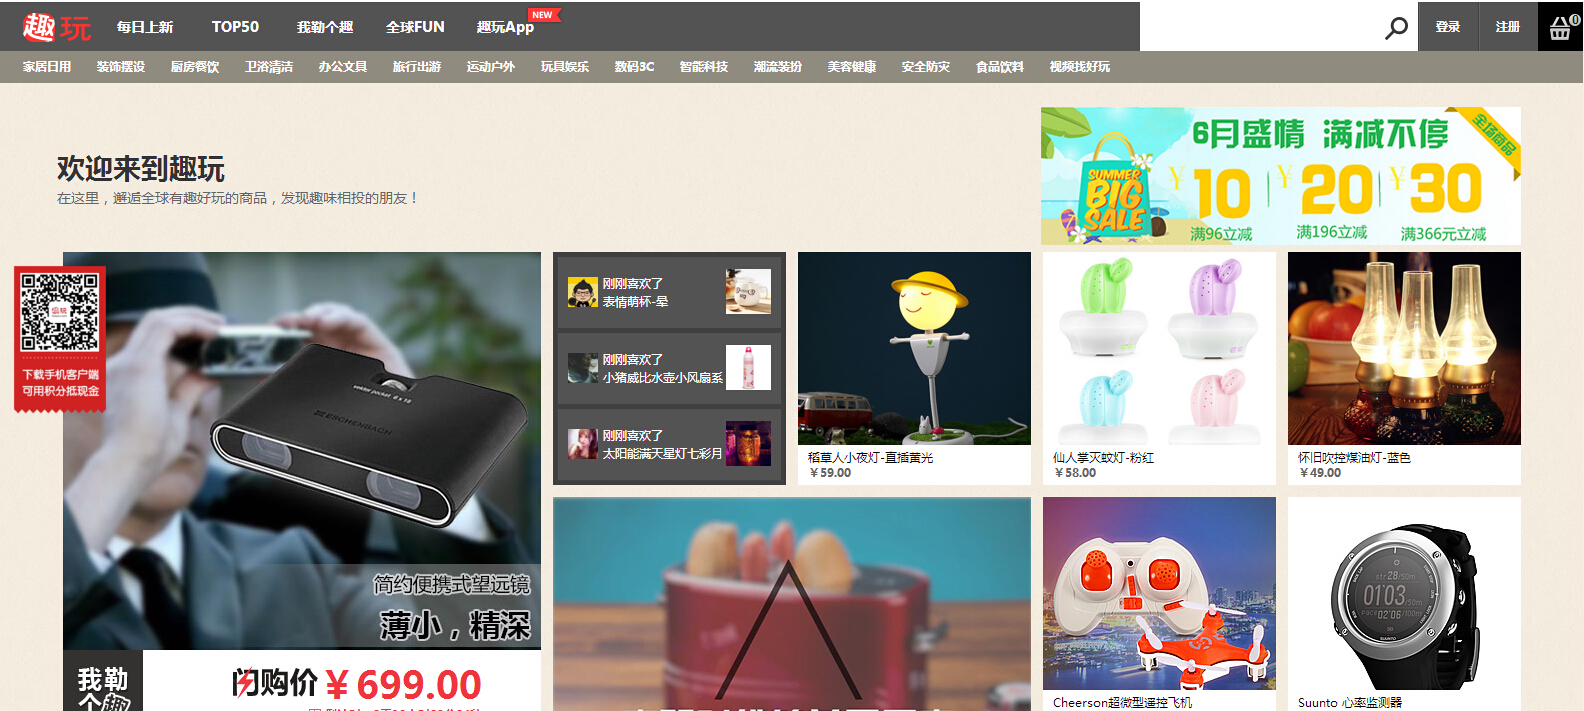 趣玩
每日上新 TOP50 我勒个趣 全球FUN 趣玩App NEW
登录 注册 0
家居日用 装饰摆设 厨房餐饮 卫浴清洁 办公文具 旅行出游 运动户外 玩具娱乐 数码3C 智能科技 潮流装扮 美容健康 安全防灾 食品饮料 视频找好玩
欢迎来到趣玩
在这里，邂逅全球有趣好玩的商品，发现趣味相投的朋友！
6月盛情 满减不停
全场商品
SUMMER
BIG
SALE
¥10 ¥20 ¥30
满96立减 满196立减 满366元立减
下载手机客户端
可用积分抵现金
ESCHENBACH
简约便携式望远镜
薄小，精深
我勒
个趣
闪购价 ¥699.00
刚刚喜欢了
表情萌杯-晕
刚刚喜欢了
小猪威比水壶小风扇系
刚刚喜欢了
太阳能满天星灯七彩月
稻草人小夜灯-直插黄光
¥59.00
仙人掌灭蚊灯-粉红
¥58.00
怀旧吹控煤油灯-蓝色
¥49.00
Cheerson超微型遥控飞机
Suunto 心率监测器